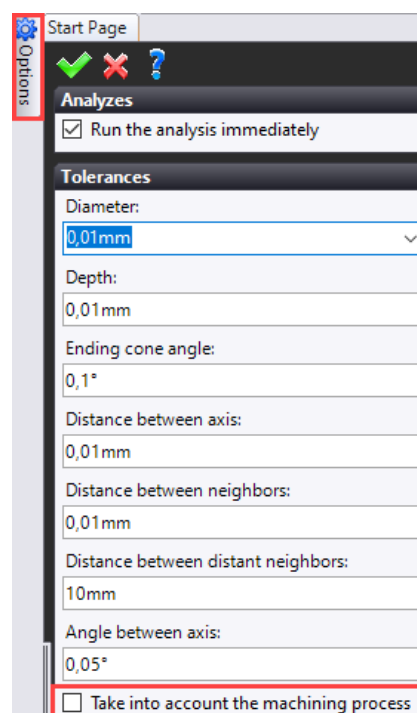 Start Page
Options
Analyzes
Run the analysis immediately
Tolerances
Diameter:
0,01mm
Depth:
0,01mm
Ending cone angle:
0,1°
Distance between axis:
0,01mm
Distance between neighbors:
0,01mm
Distance between distant neighbors:
10mm
Angle between axis:
0,05°
Take into account the machining process